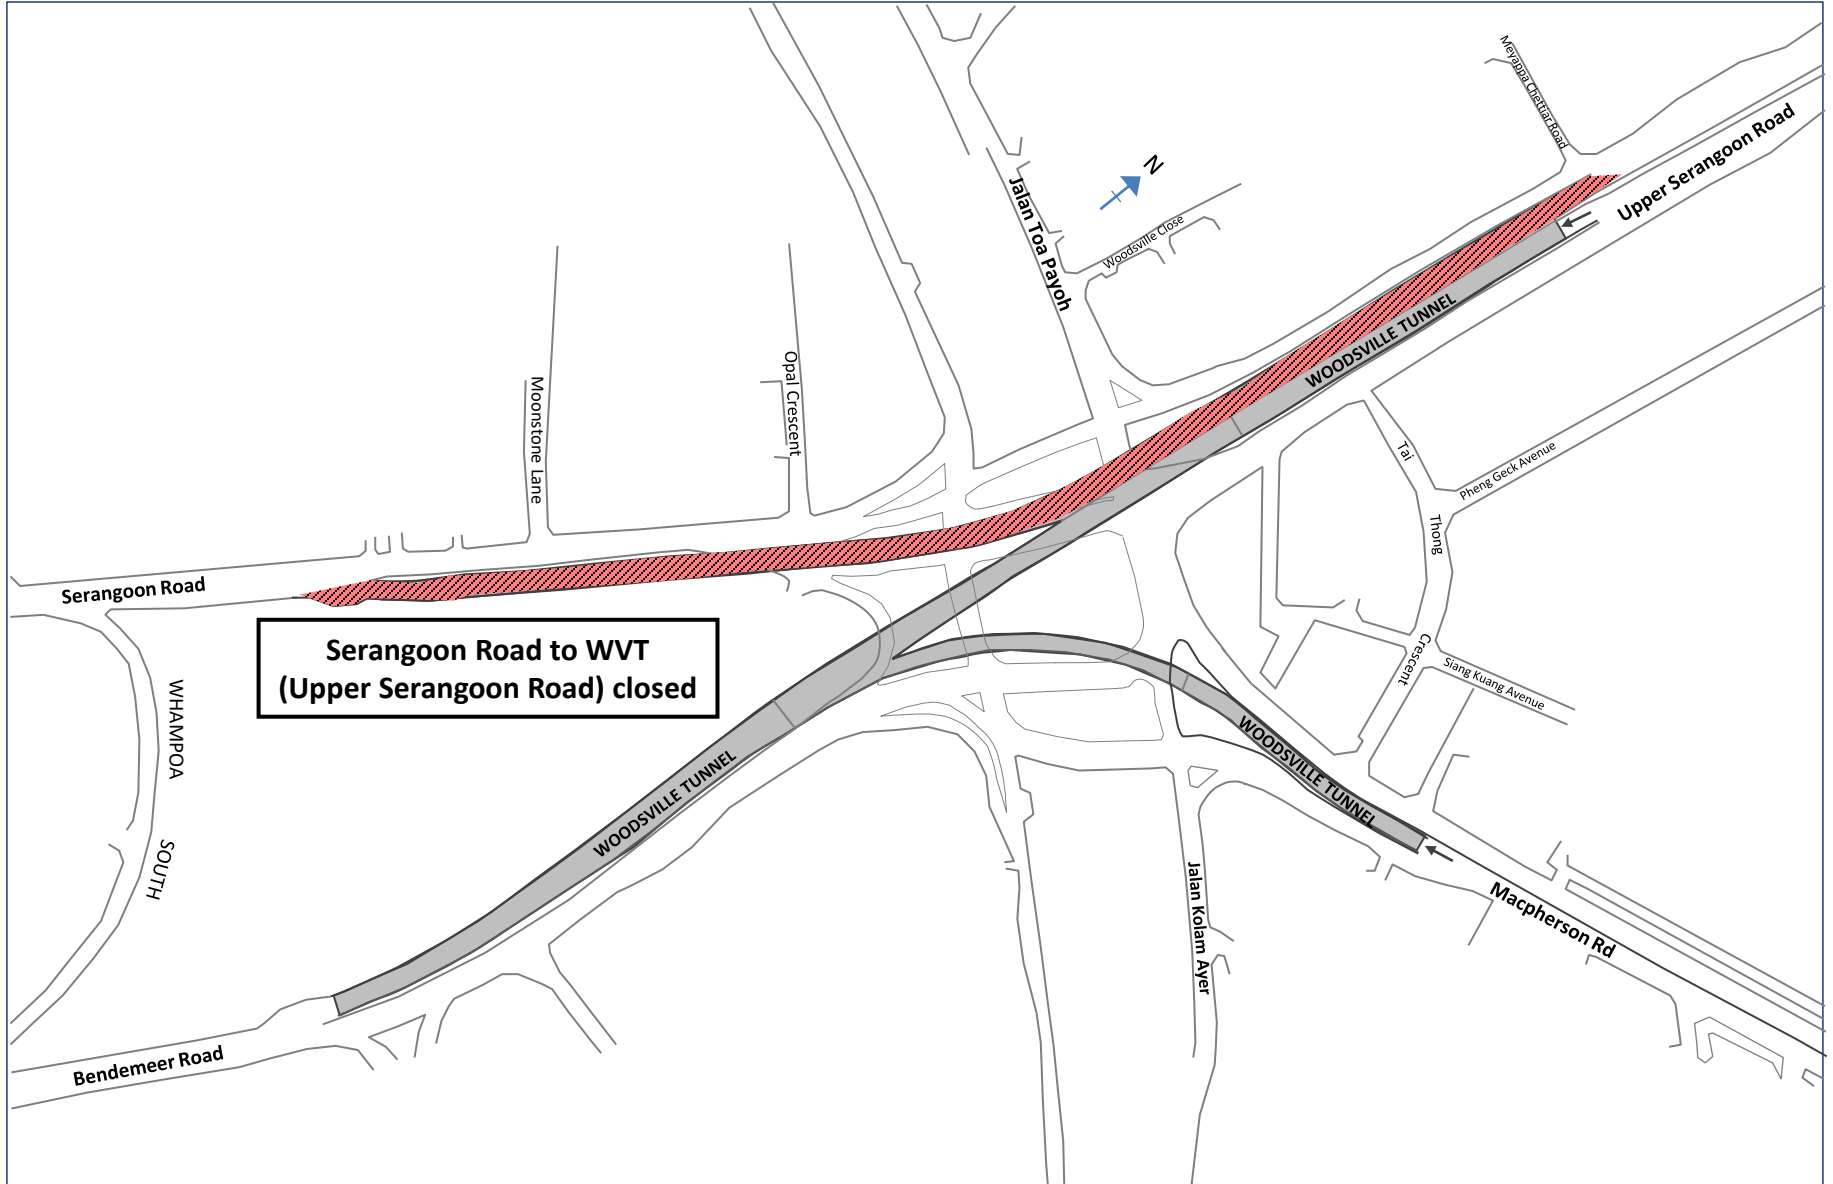 Meyappa Chettiar Road
Upper Serangoon Road
N
Jalan Toa Payoh
Woodsville Close
WOODSVILLE TUNNEL
Opal Crescent
Moonstone Lane
Tai
Thong
Crescent
Pheng Geck Avenue
Siang Kuang Avenue
Serangoon Road
Serangoon Road to WVT
(Upper Serangoon Road) closed
WHAMPOA
SOUTH
WOODSVILLE TUNNEL
WOODSVILLE TUNNEL
Jalan Kolam Ayer
Macpherson Rd
Bendemeer Road